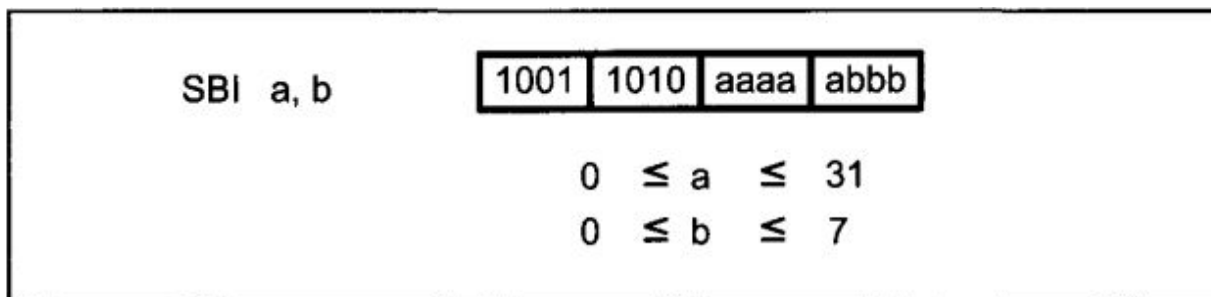 SBI a, b 1001 1010 aaaa abbb
0 ≦ a ≦ 31
0 ≦ b ≦ 7